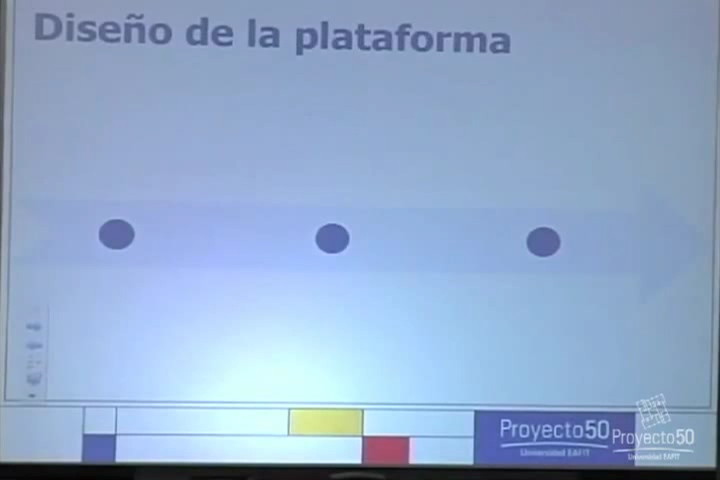 Diseño de la plataforma
Proyecto50
Universidad EAFIT
Proyecto50
Universidad EAFIT